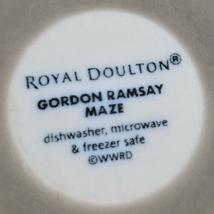 ROYAL DOULTON®
GORDON RAMSAY
MAZE
dishwasher, microwave
& freezer safe
©WWRD